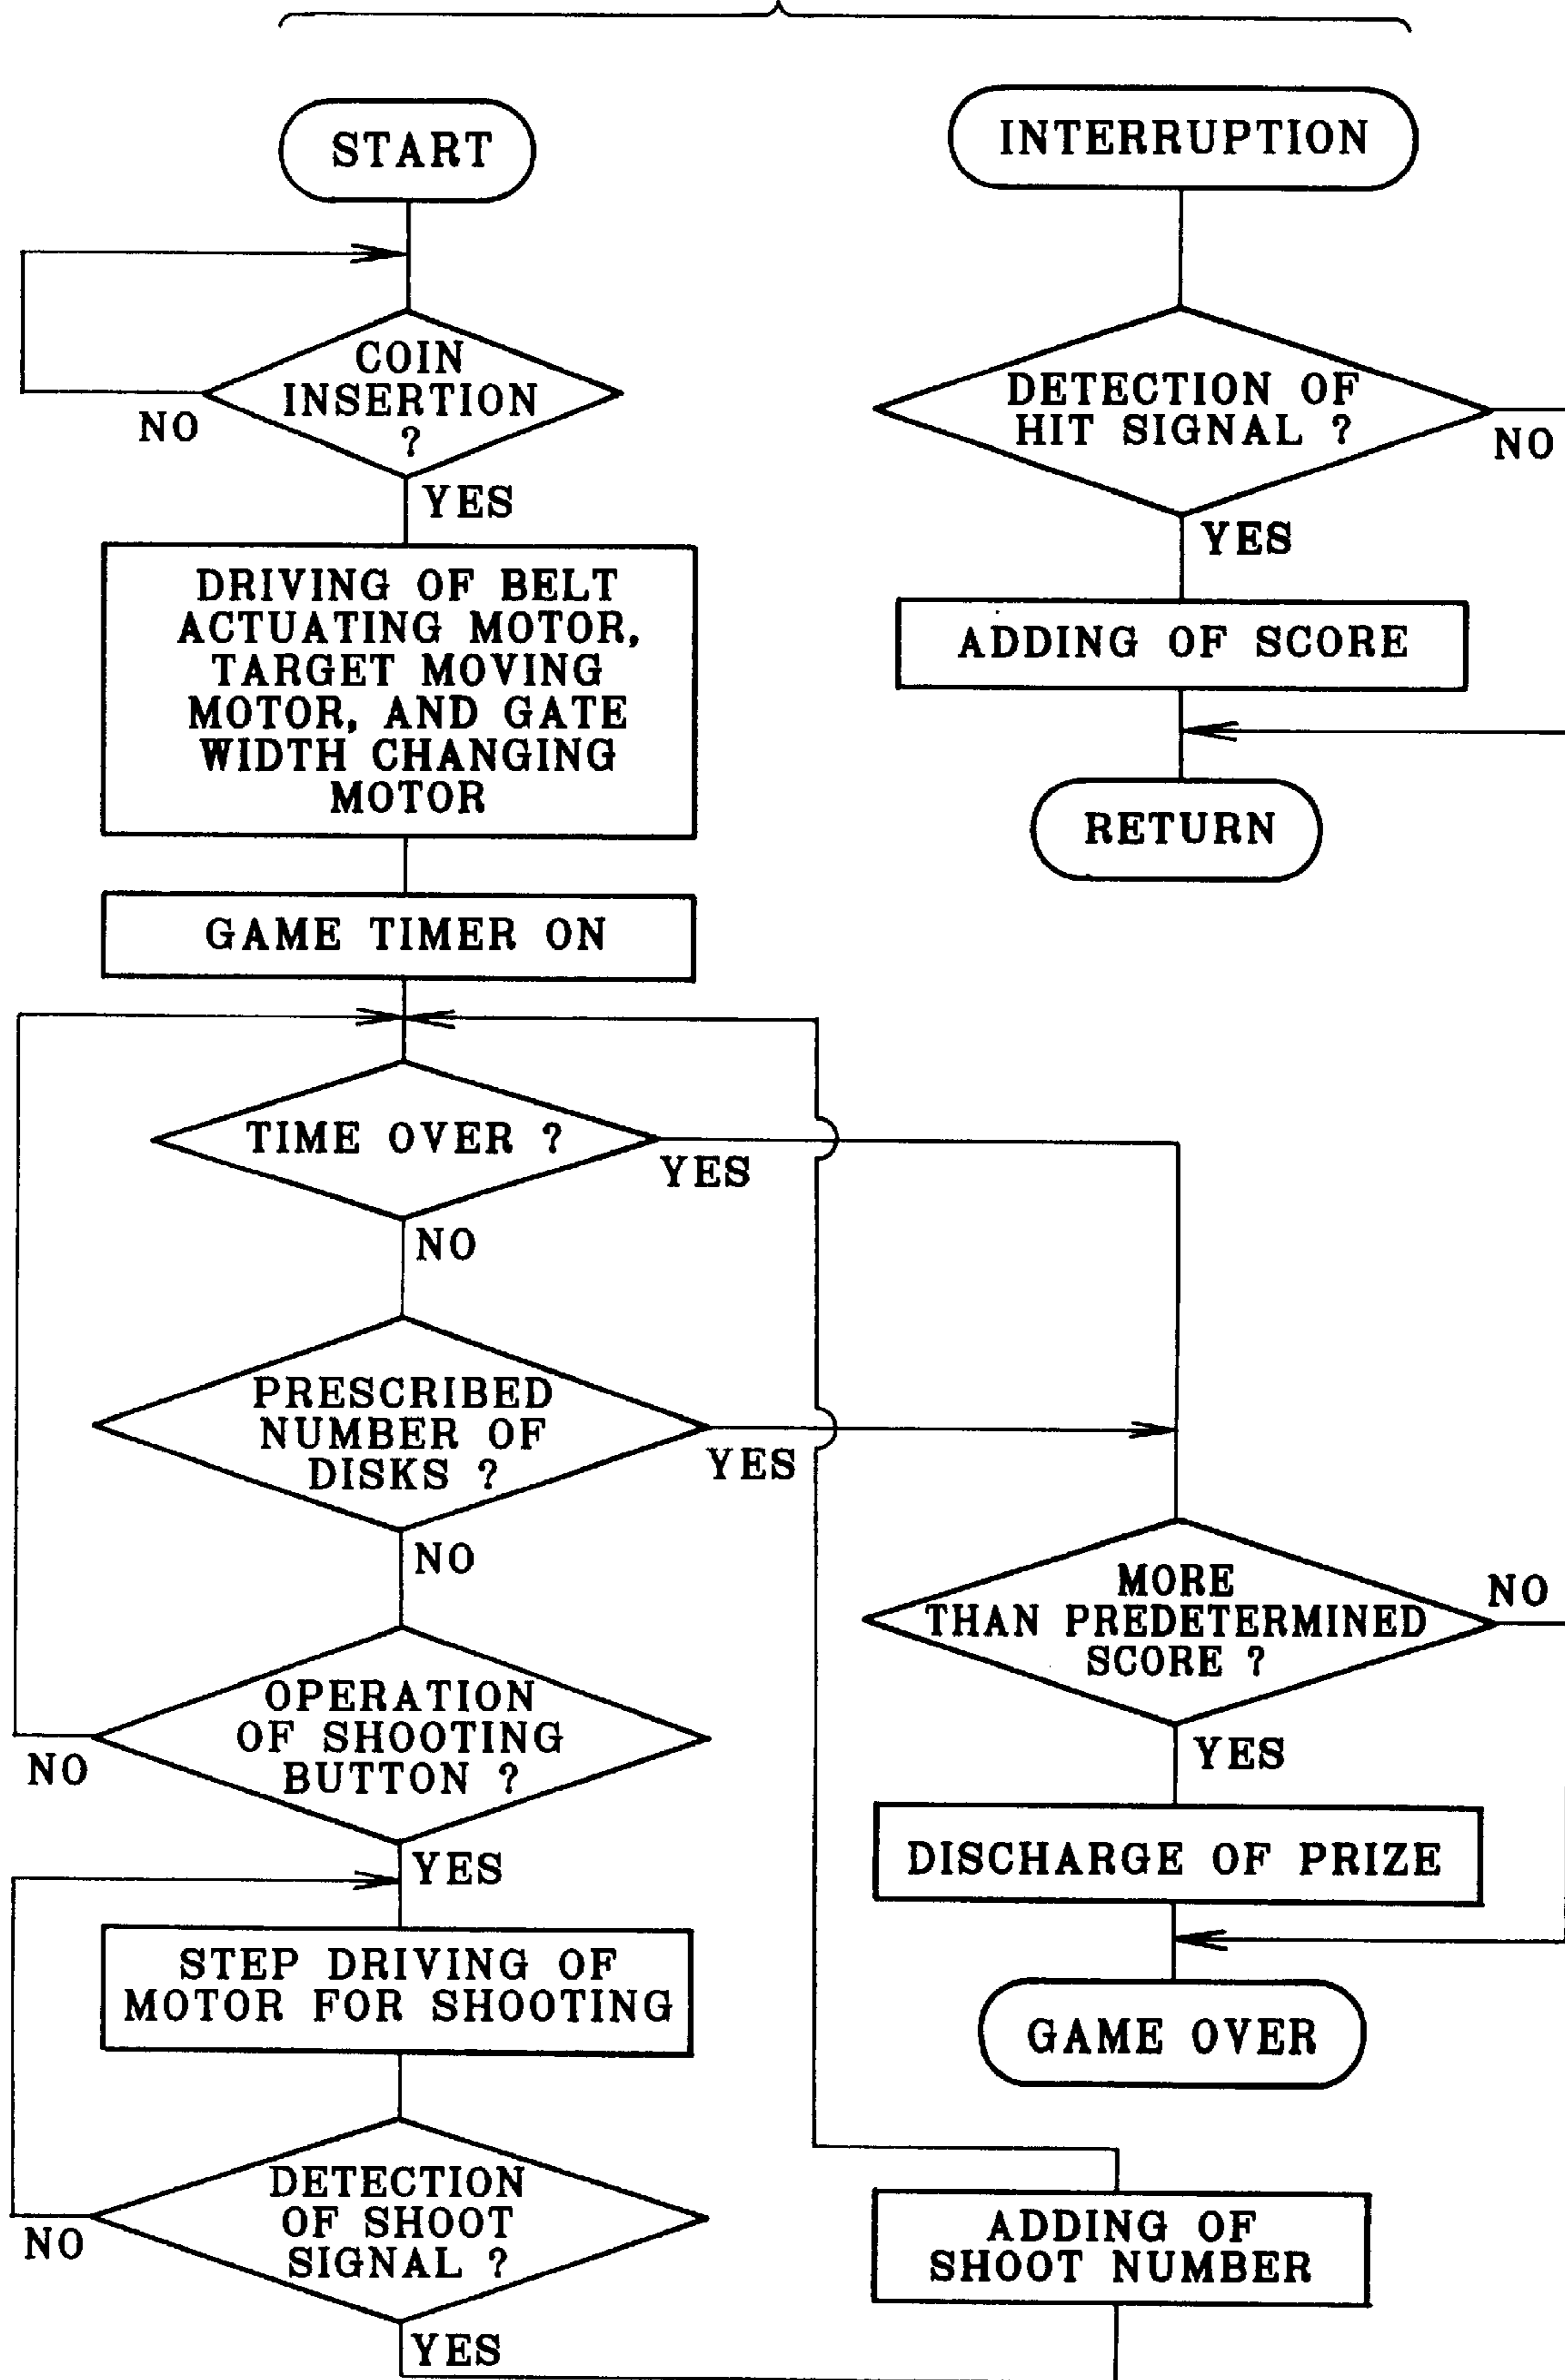 START
COIN
INSERTION
?
NO
YES
DRIVING OF BELT
ACTUATING MOTOR,
TARGET MOVING
MOTOR, AND GATE
WIDTH CHANGING
MOTOR
GAME TIMER ON
TIME OVER ?
YES
NO
PRESCRIBED
NUMBER OF
DISKS ?
YES
NO
OPERATION
OF SHOOTING
BUTTON ?
NO
YES
STEP DRIVING OF
MOTOR FOR SHOOTING
DETECTION
OF SHOOT
SIGNAL ?
NO
YES
ADDING OF
SHOOT NUMBER
MORE
THAN PREDETERMINED
SCORE ?
NO
YES
DISCHARGE OF PRIZE
GAME OVER
INTERRUPTION
DETECTION OF
HIT SIGNAL ?
NO
YES
ADDING OF SCORE
RETURN